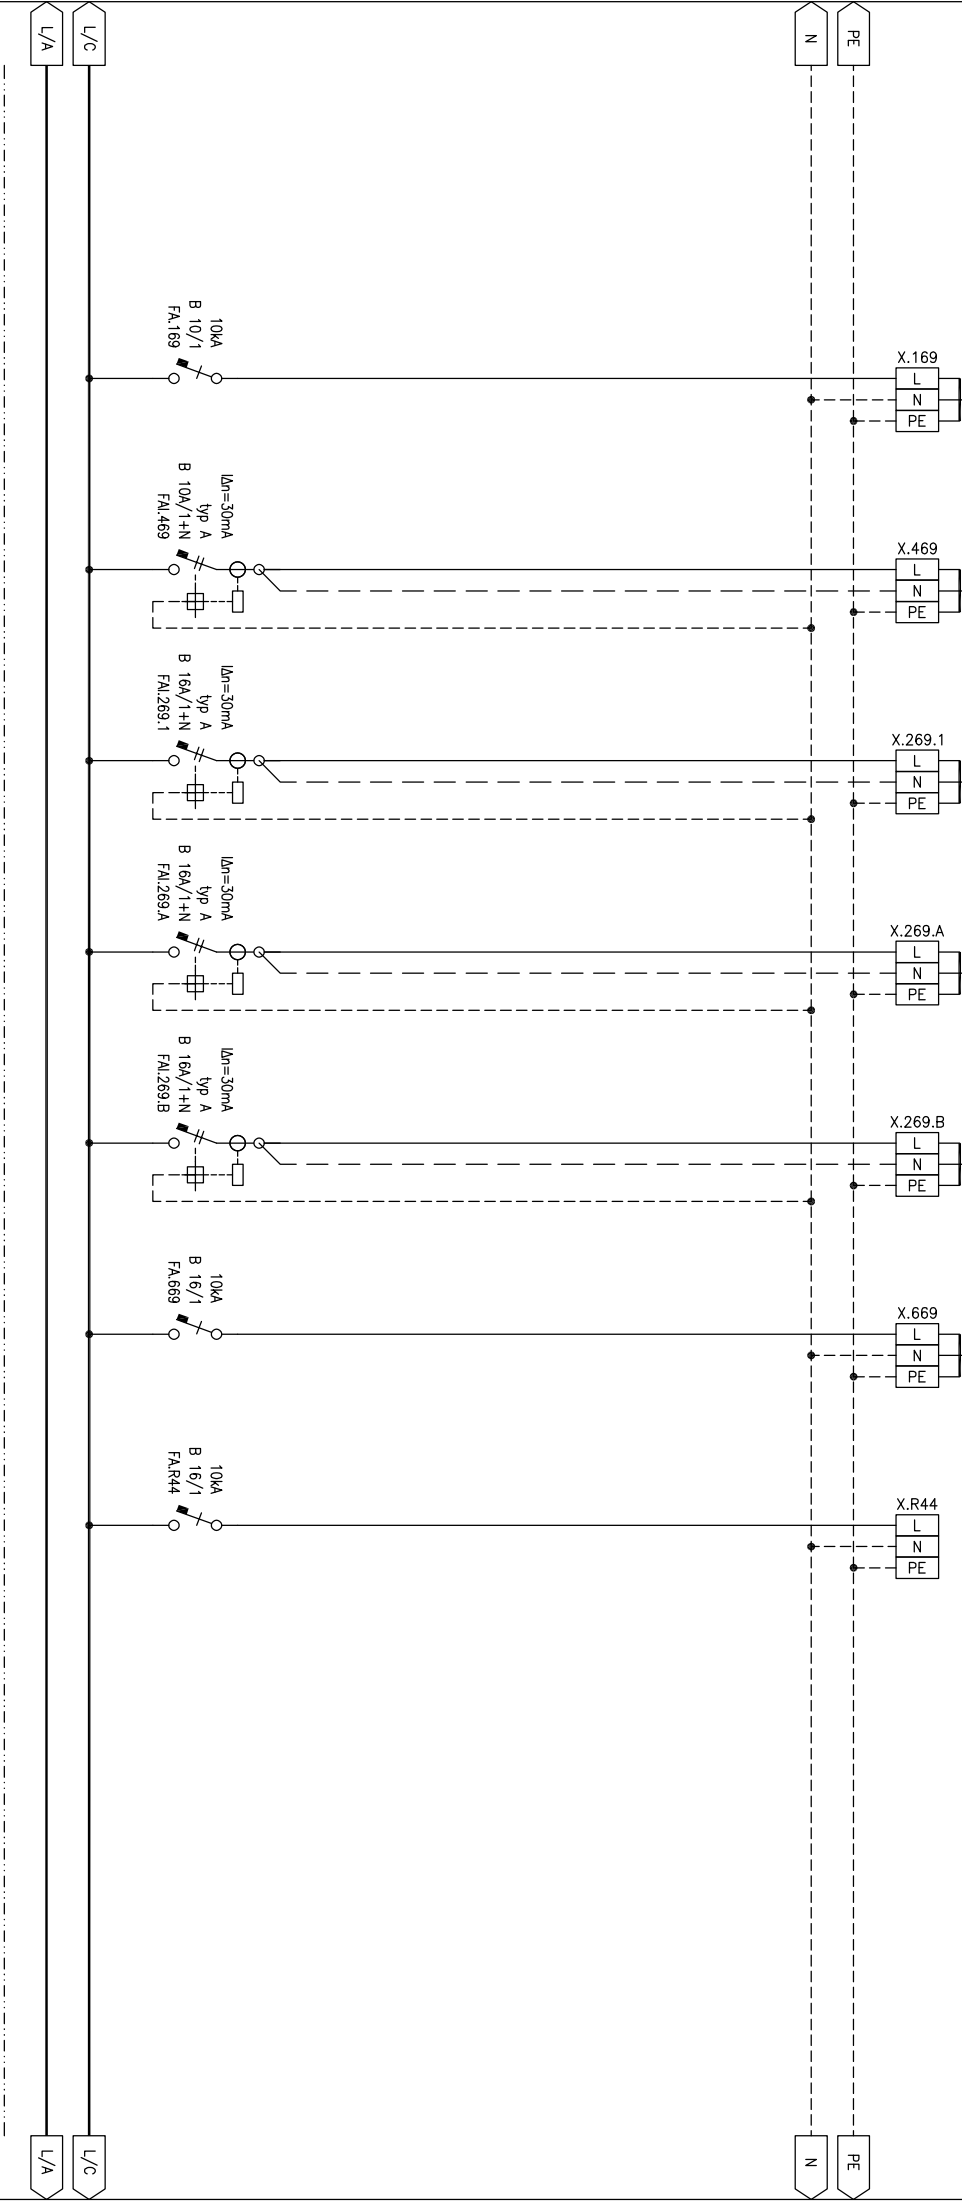 L/A
L/C
N
PE
10kA
B 10/1
FA.169
X.169
L
N
PE
IΔn=30mA
typ A
B 10A/1+N
FAI.469
X.469
L
N
PE
IΔn=30mA
typ A
B 16A/1+N
FAI.269.1
X.269.1
L
N
PE
IΔn=30mA
typ A
B 16A/1+N
FAI.269.A
X.269.A
L
N
PE
IΔn=30mA
typ A
B 16A/1+N
FAI.269.B
X.269.B
L
N
PE
10kA
B 16/1
FA.669
X.669
L
N
PE
10kA
B 16/1
FA.R44
X.R44
L
N
PE
L/A
L/C
N
PE